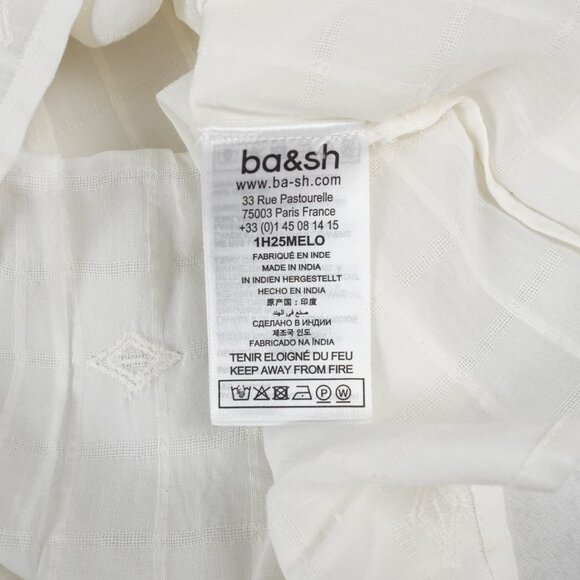 ba&sh
www.ba-sh.com
33 Rue Pastourelle
75003 Paris France
+33 (0)1 45 08 14 15
1H25MELO
FABRIQUÉ EN INDE
MADE IN INDIA
IN INDIEN HERGESTELLT
HECHO EN INDIA
原产国：印度
صنع في الهند
СДЕЛАНО В ИНДИИ
제조국 인도
FABRICADO NA ÍNDIA
TENIR ELOIGNÉ DU FEU
KEEP AWAY FROM FIRE
P W